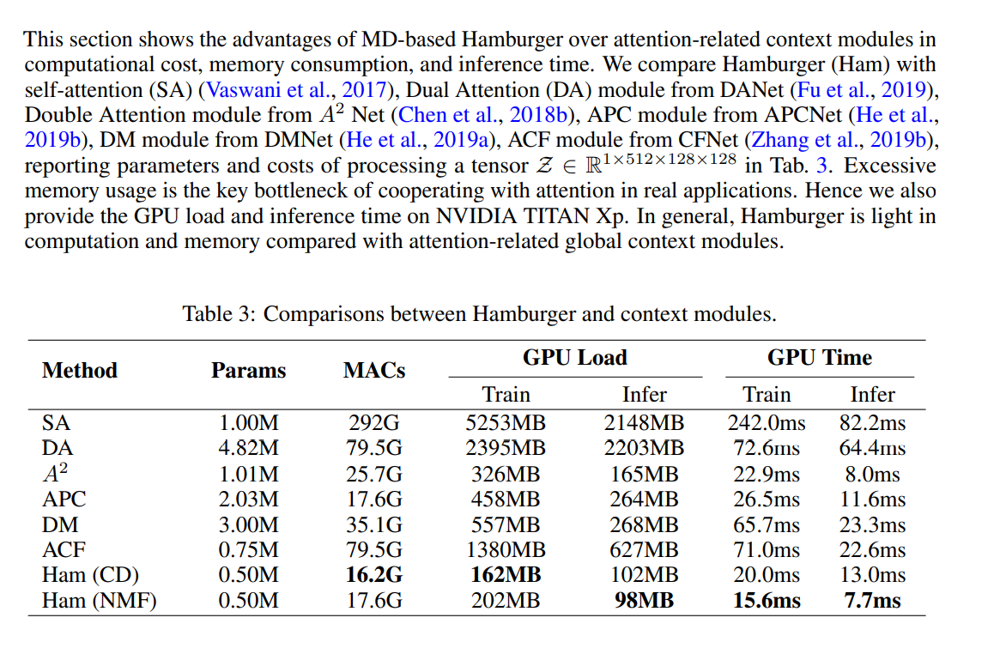 This section shows the advantages of MD-based Hamburger over attention-related context modules in
computational cost, memory consumption, and inference time. We compare Hamburger (Ham) with
self-attention (SA) (Vaswani et al., 2017), Dual Attention (DA) module from DANet (Fu et al., 2019),
Double Attention module from A² Net (Chen et al., 2018b), APC module from APCNet (He et al.,
2019b), DM module from DMNet (He et al., 2019a), ACF module from CFNet (Zhang et al., 2019b),
reporting parameters and costs of processing a tensor 𝒵 ∈ ℝ^{1×512×128×128} in Tab. 3. Excessive
memory usage is the key bottleneck of cooperating with attention in real applications. Hence we also
provide the GPU load and inference time on NVIDIA TITAN Xp. In general, Hamburger is light in
computation and memory compared with attention-related global context modules.
Table 3: Comparisons between Hamburger and context modules.
Method Params MACs GPU Load GPU Time
Train Infer Train Infer
SA 1.00M 292G 5253MB 2148MB 242.0ms 82.2ms
DA 4.82M 79.5G 2395MB 2203MB 72.6ms 64.4ms
A² 1.01M 25.7G 326MB 165MB 22.9ms 8.0ms
APC 2.03M 17.6G 458MB 264MB 26.5ms 11.6ms
DM 3.00M 35.1G 557MB 268MB 65.7ms 23.3ms
ACF 0.75M 79.5G 1380MB 627MB 71.0ms 22.6ms
Ham (CD) 0.50M 16.2G 162MB 102MB 20.0ms 13.0ms
Ham (NMF) 0.50M 17.6G 202MB 98MB 15.6ms 7.7ms